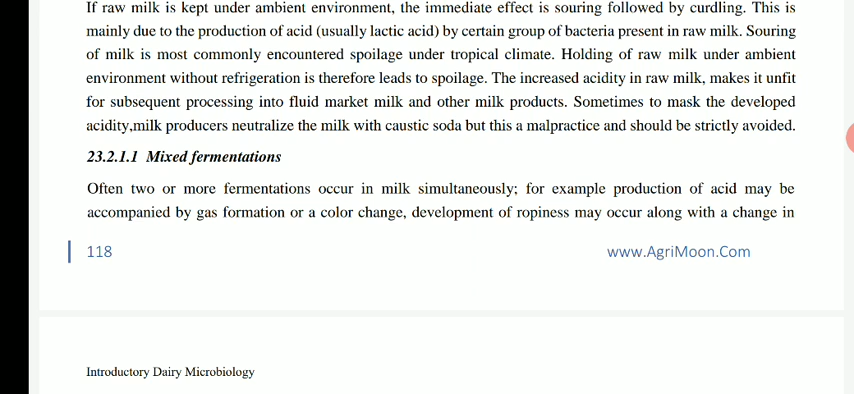 If raw milk is kept under ambient environment, the immediate effect is souring followed by curdling. This is
mainly due to the production of acid (usually lactic acid) by certain group of bacteria present in raw milk. Souring
of milk is most commonly encountered spoilage under tropical climate. Holding of raw milk under ambient
environment without refrigeration is therefore leads to spoilage. The increased acidity in raw milk, makes it unfit
for subsequent processing into fluid market milk and other milk products. Sometimes to mask the developed
acidity,milk producers neutralize the milk with caustic soda but this a malpractice and should be strictly avoided.
23.2.1.1 Mixed fermentations
Often two or more fermentations occur in milk simultaneously; for example production of acid may be
accompanied by gas formation or a color change, development of ropiness may occur along with a change in
118 www.AgriMoon.Com
Introductory Dairy Microbiology